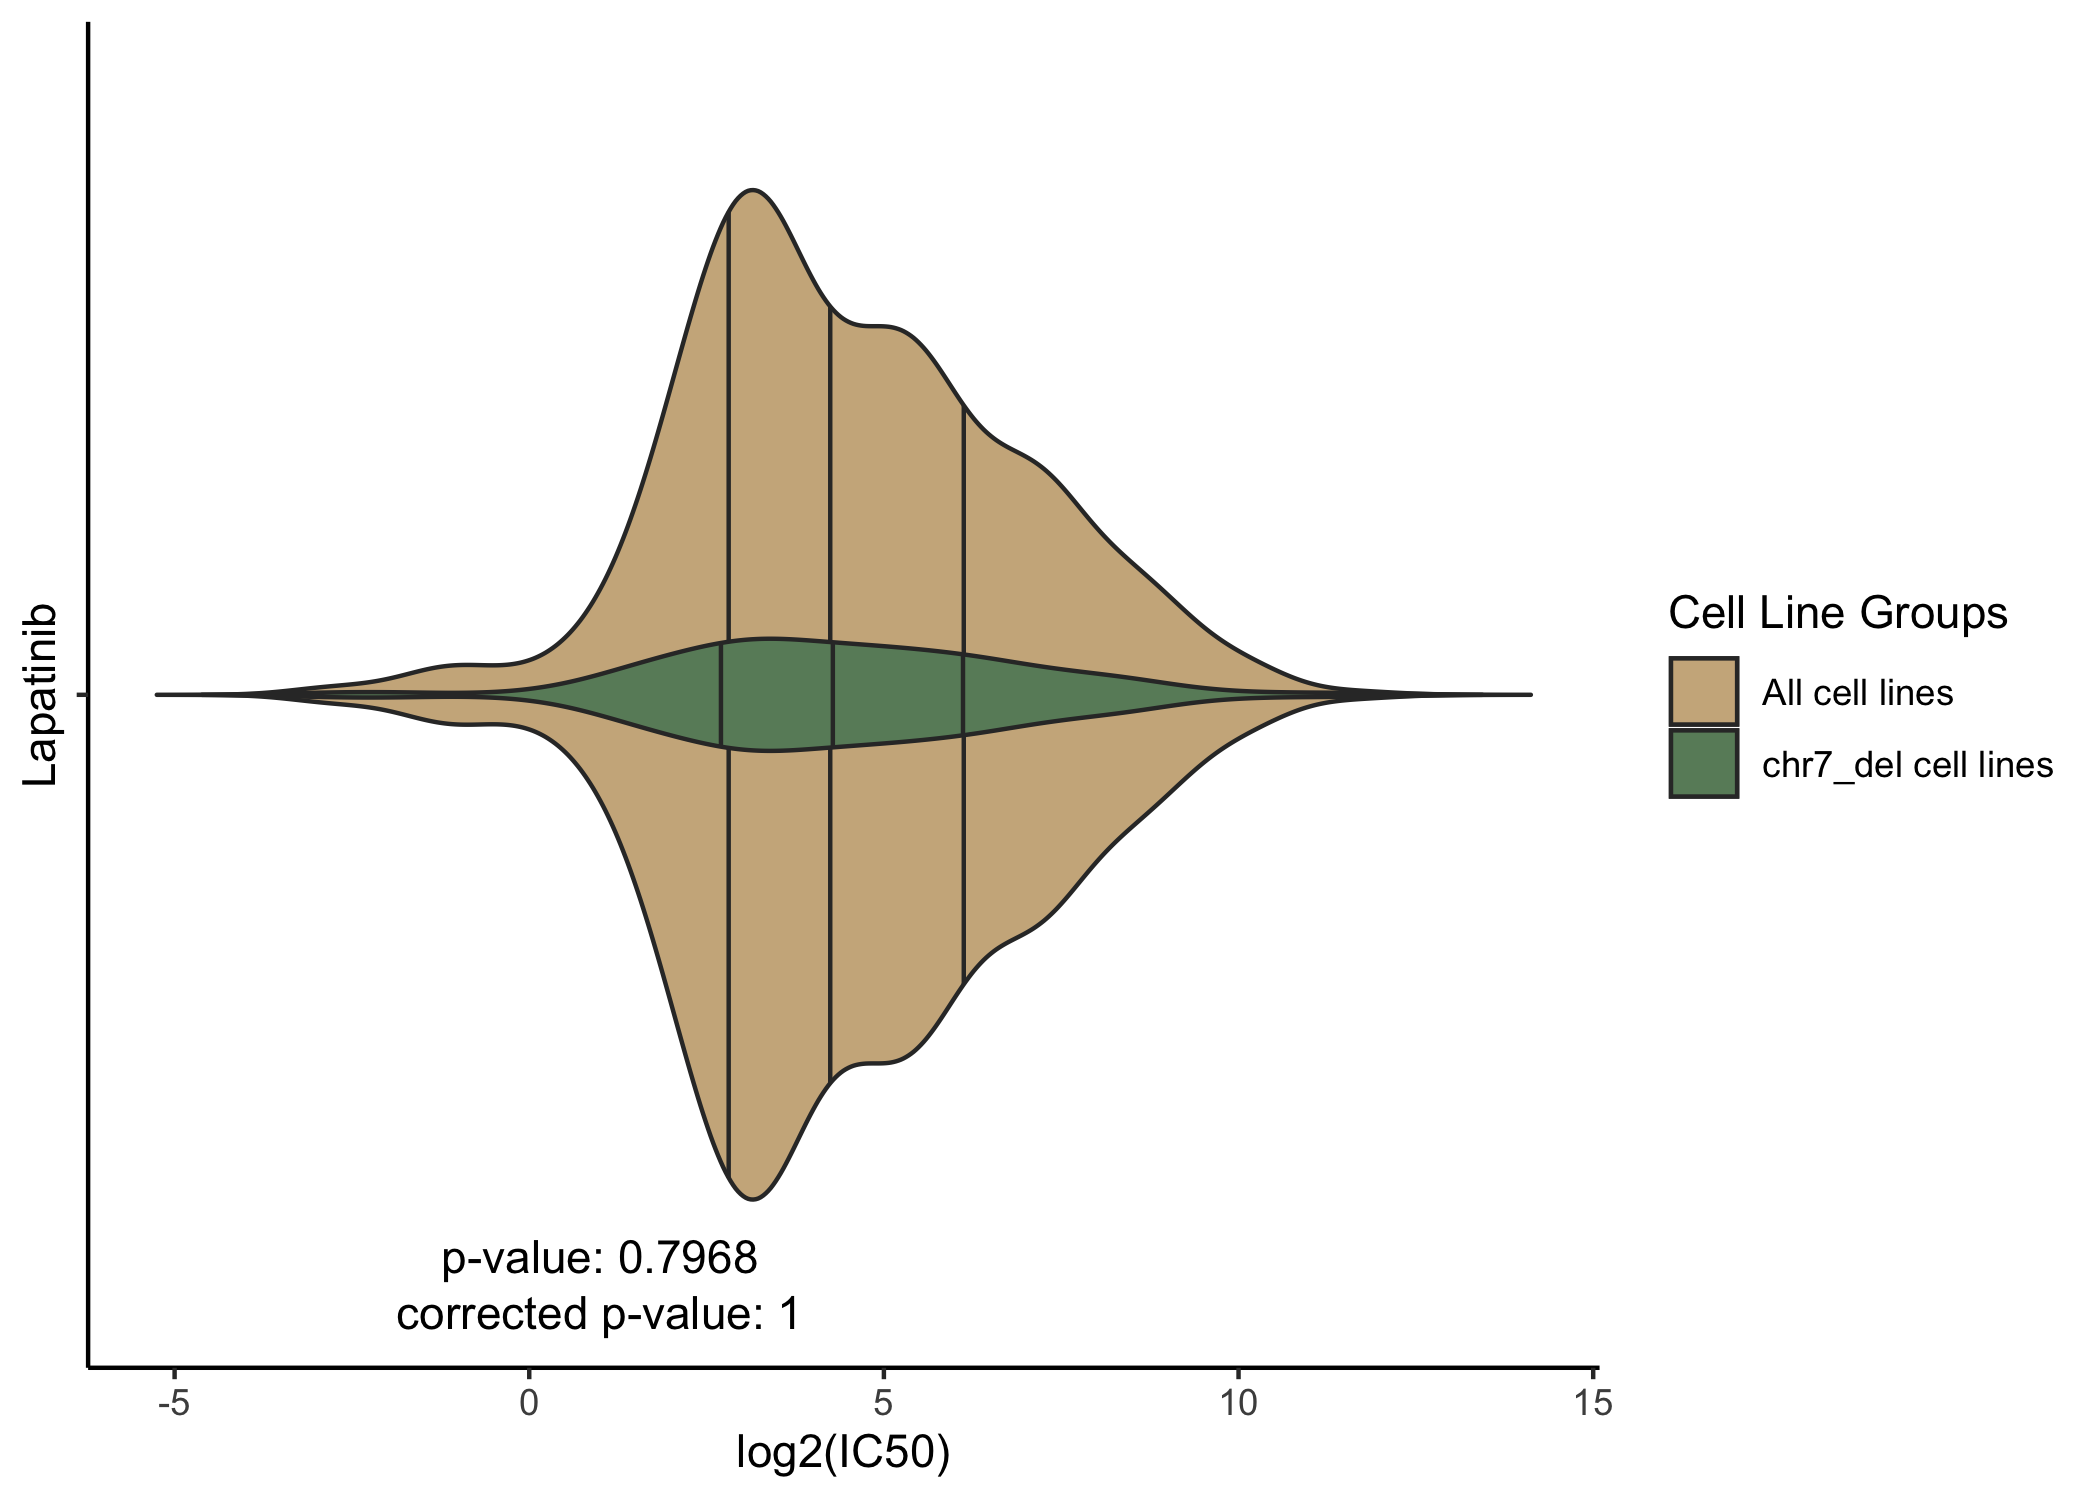 Lapatinib
p-value: 0.7968
corrected p-value: 1
-5
0
5
10
15
log2(IC50)
Cell Line Groups
All cell lines
chr7_del cell lines